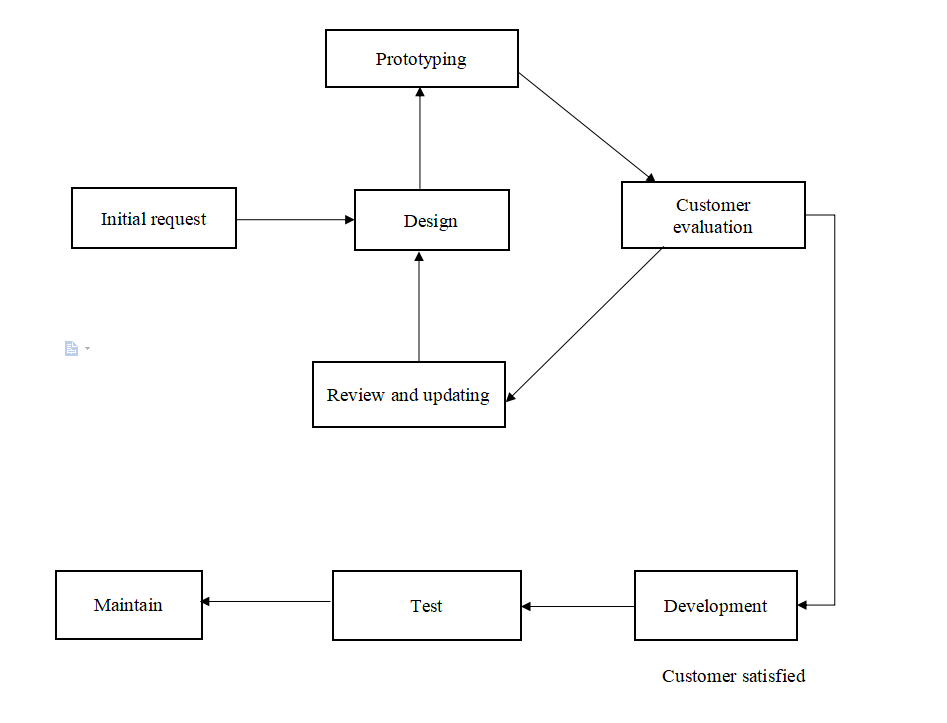 Prototyping
Initial request
Design
Customer
evaluation
Review and updating
Maintain
Test
Development
Customer satisfied